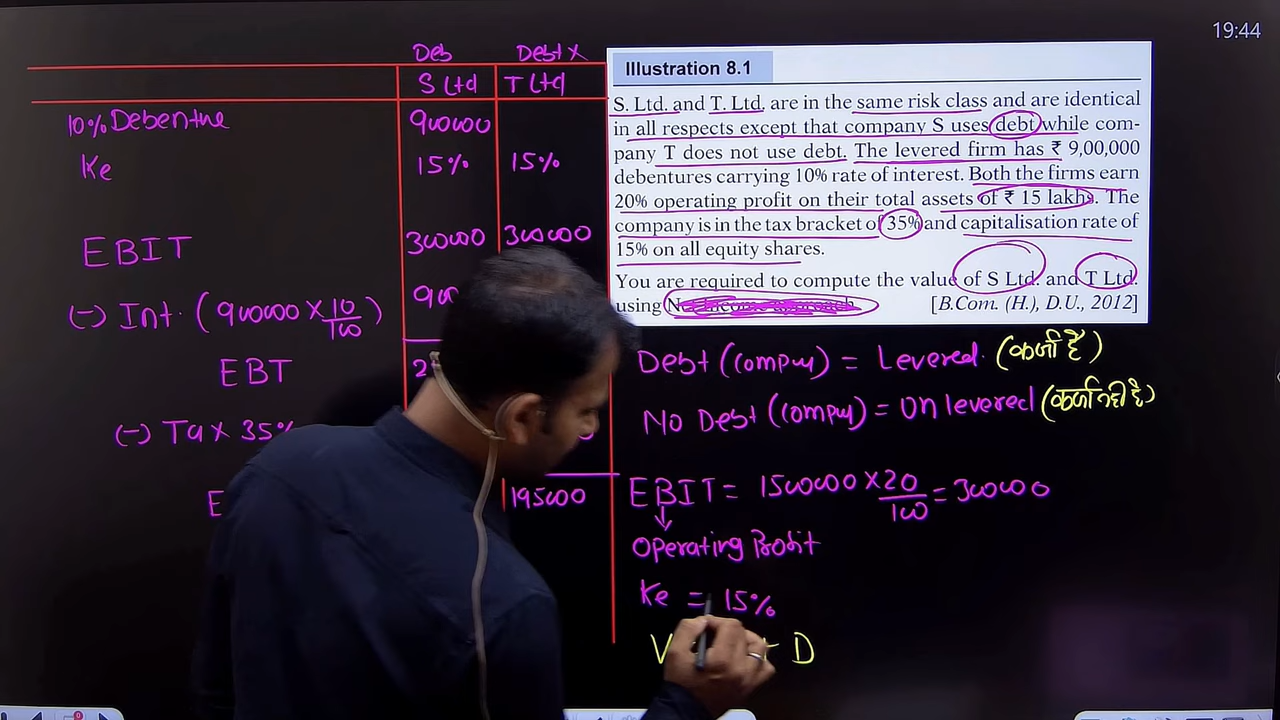 19:44
Deb Debt X
S Ltd T Ltd
10% Debenture 900000
Ke 15% 15%
EBIT 300000 300000
(-) Int. (900000 × 10/100)
EBT
(-) Tax 35%
195000
Illustration 8.1
S. Ltd. and T. Ltd. are in the same risk class and are identical
in all respects except that company S uses debt while com-
pany T does not use debt. The levered firm has ₹ 9,00,000
debentures carrying 10% rate of interest. Both the firms earn
20% operating profit on their total assets of ₹ 15 lakhs. The
company is in the tax bracket of 35% and capitalisation rate of
15% on all equity shares.
You are required to compute the value of S Ltd. and T Ltd.
using [B.Com. (H.), D.U., 2012]
Debt (compy) = Levered. (कर्जा है)
No Debt (compy) = Un levered (कर्जा नही है)
EBIT = 1500000 × 20/100 = 300000
Operating Profit
Ke = 15%
V D